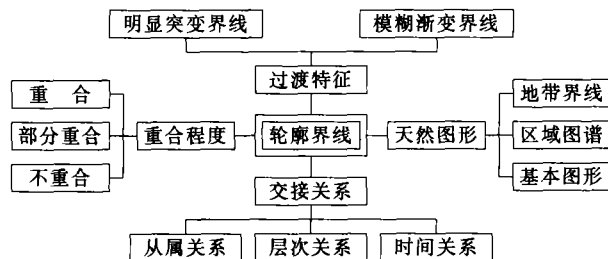 明显突变界线 模糊渐变界线
过渡特征
重合 地带界线
部分重合 重合程度 轮廓界线 天然图形 区域图谱
不重合 基本图形
交接关系
从属关系 层次关系 时间关系